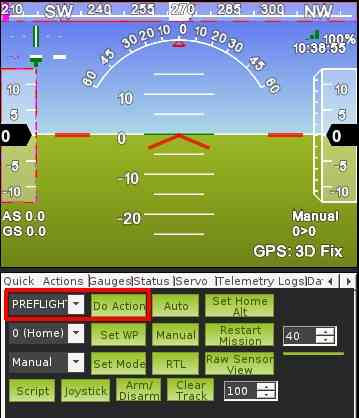 240 SW 255 270 285 NW 300
100%
10:38:55
60 45 30 20 10 0 10 20 30 45 60
10
0
-10
-20
10
5
0
-5
-10
10
5
0
-5
-10
AS 0.0
GS 0.0
Manual
0>0
GPS: 3D Fix
Quick Actions Gauges Status Servo Telemetry Logs Da
PREFLIGHT Do Action Auto Set Home Alt
0 (Home) Set WP Manual Restart Mission 40
Manual Set Mode RTL Raw Sensor View
Script Joystick Arm/ Disarm Clear Track 100